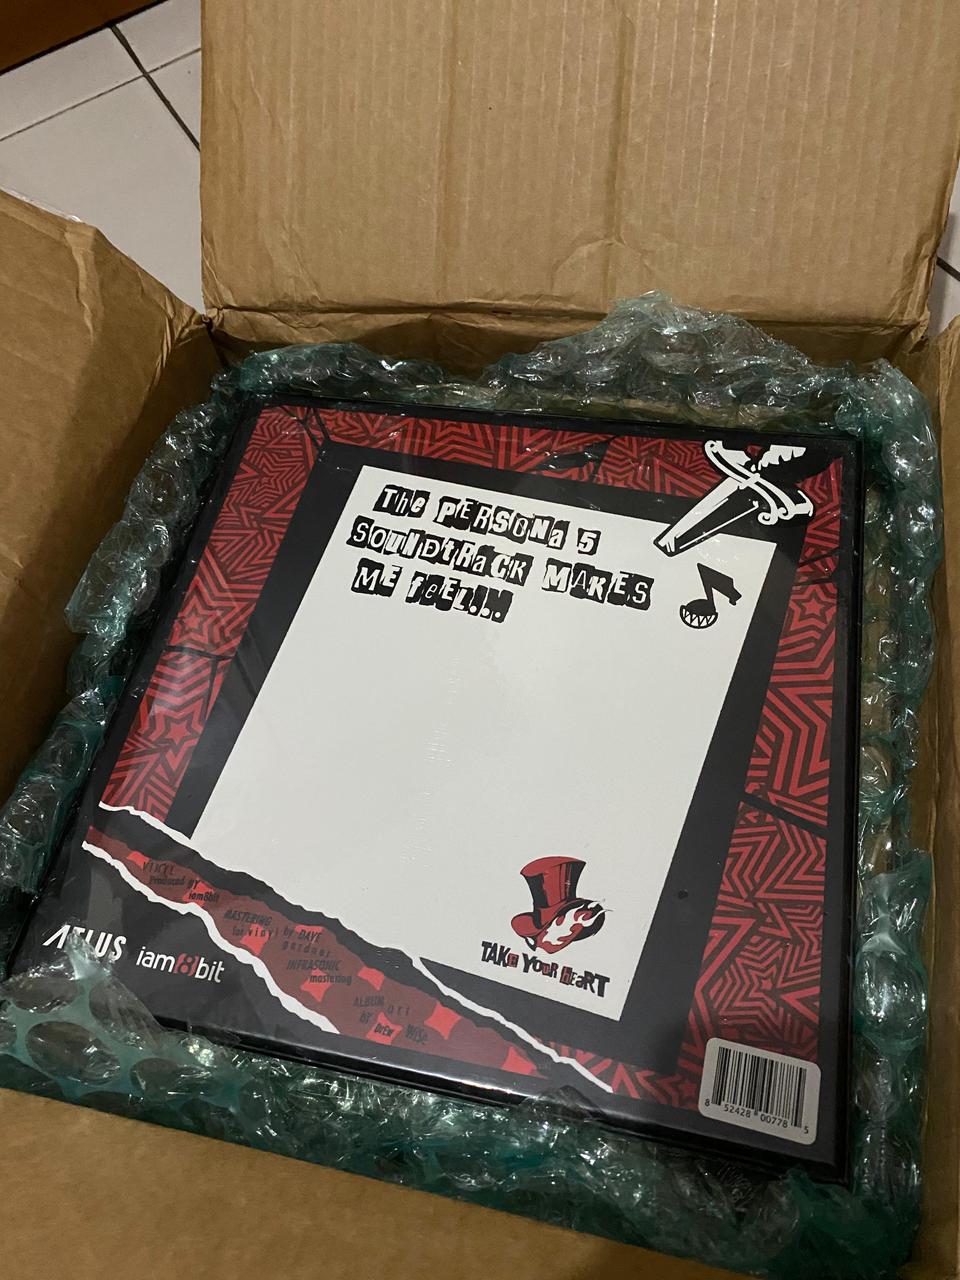 The PERSONa 5
SOUNDtRaCK MAKES
ME feEL!!.
VINYL
produced by
iam8bit
MASTERING
for vinyl by DAVE
gardner
INFRASONIC
mastering
ALBUM art
by Drew Wise
ATLUS iam8bit
TAKe YOUR HeaRT
8 52428 00778 5